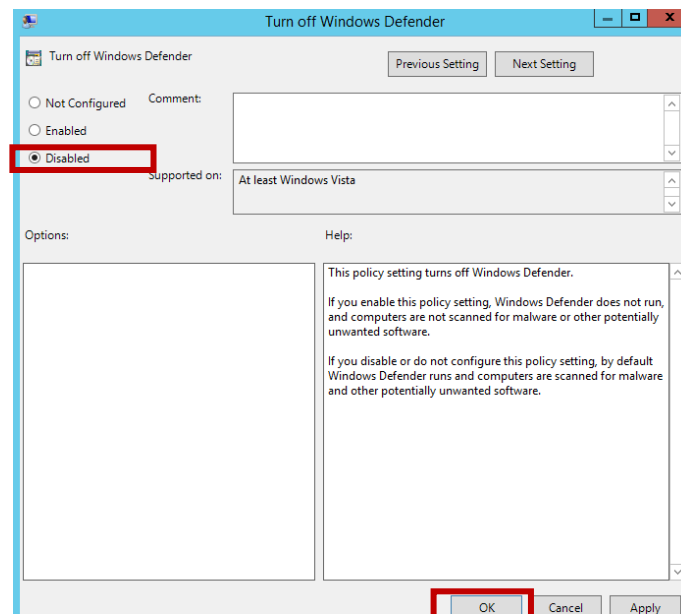 Turn off Windows Defender
Turn off Windows Defender
Previous Setting
Next Setting
Not Configured
Comment:
Enabled
Disabled
Supported on:
At least Windows Vista
Options:
Help:
This policy setting turns off Windows Defender.
If you enable this policy setting, Windows Defender does not run,
and computers are not scanned for malware or other potentially
unwanted software.
If you disable or do not configure this policy setting, by default
Windows Defender runs and computers are scanned for malware
and other potentially unwanted software.
OK
Cancel
Apply